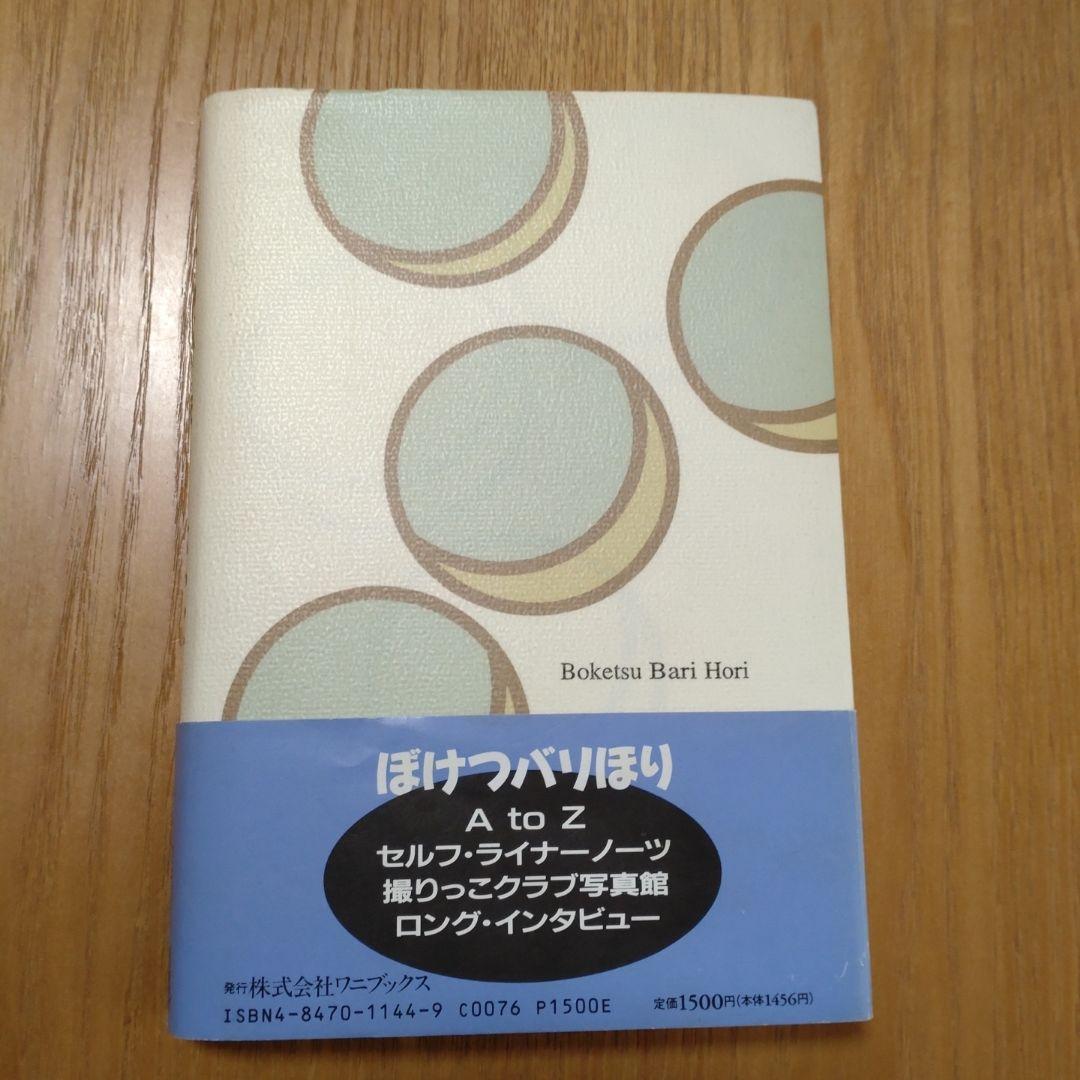 Boketsu Bari Hori
ぼけつバリほり
A to Z
セルフ・ライナーノーツ
撮りっこクラブ写真館
ロング・インタビュー
発行 株式会社ワニブックス
ISBN4-8470-1144-9 C0076 P1500E
定価1500円(本体1456円)